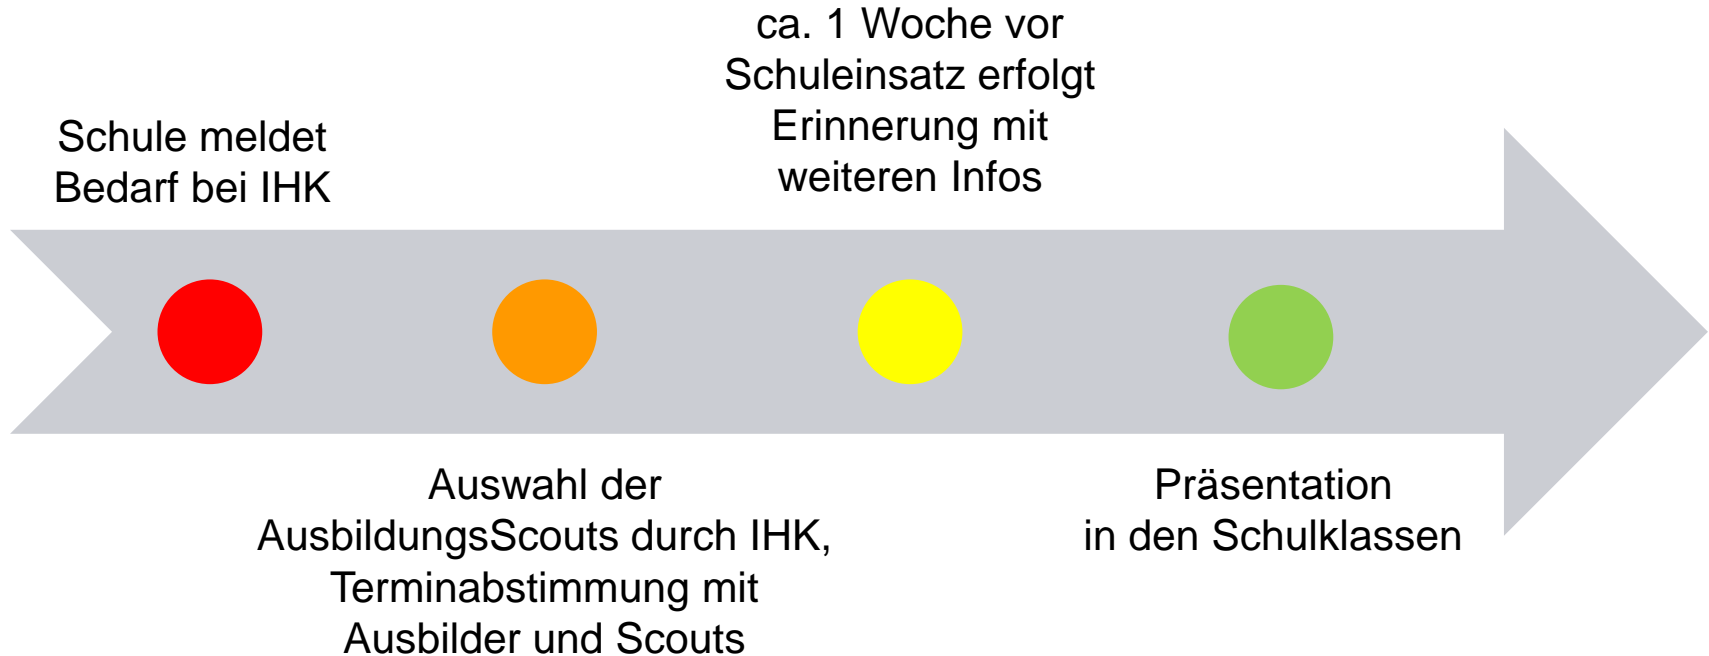 Schule meldet
Bedarf bei IHK
Auswahl der
AusbildungsScouts durch IHK,
Terminabstimmung mit
Ausbilder und Scouts
ca. 1 Woche vor
Schuleinsatz erfolgt
Erinnerung mit
weiteren Infos
Präsentation
in den Schulklassen